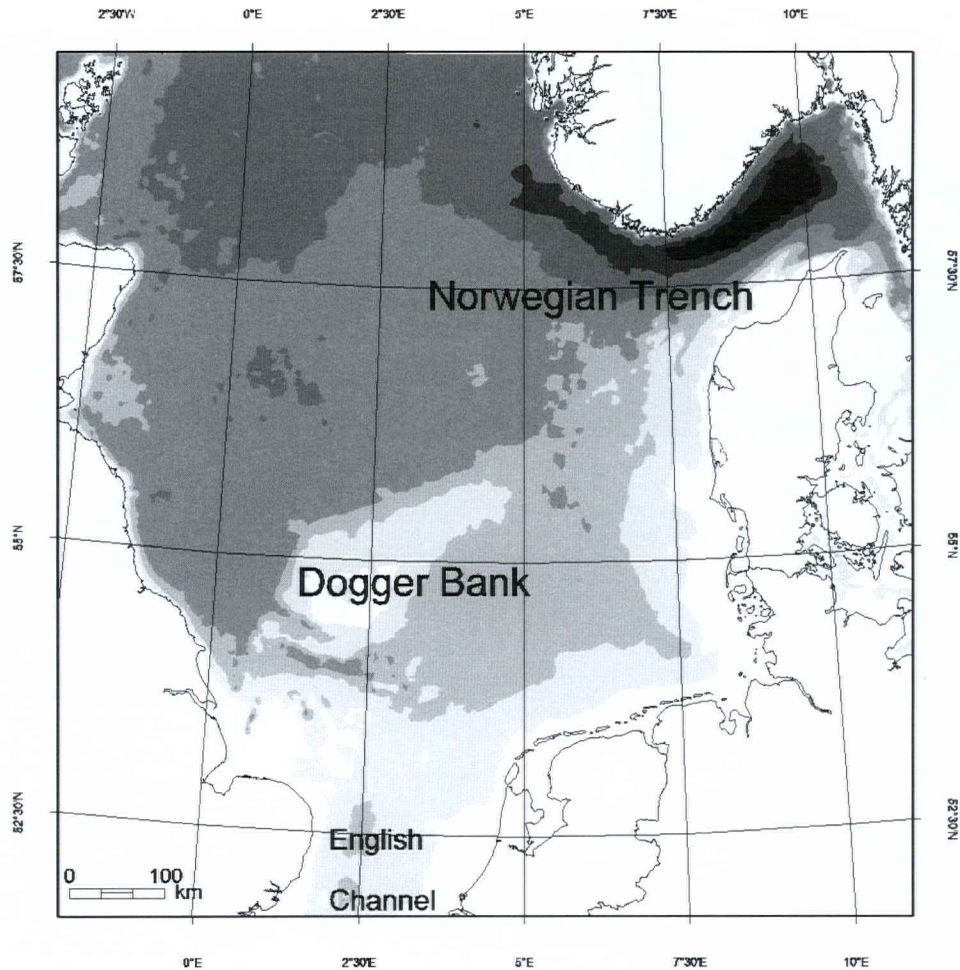 2°30'W 0°E 2°30'E 5°E 7°30'E 10°E
57°30'N 57°30'N
Norwegian Trench
55°N 55°N
Dogger Bank
52°30'N 52°30'N
English
Channel
0 100
km
0°E 2°30'E 5°E 7°30'E 10°E